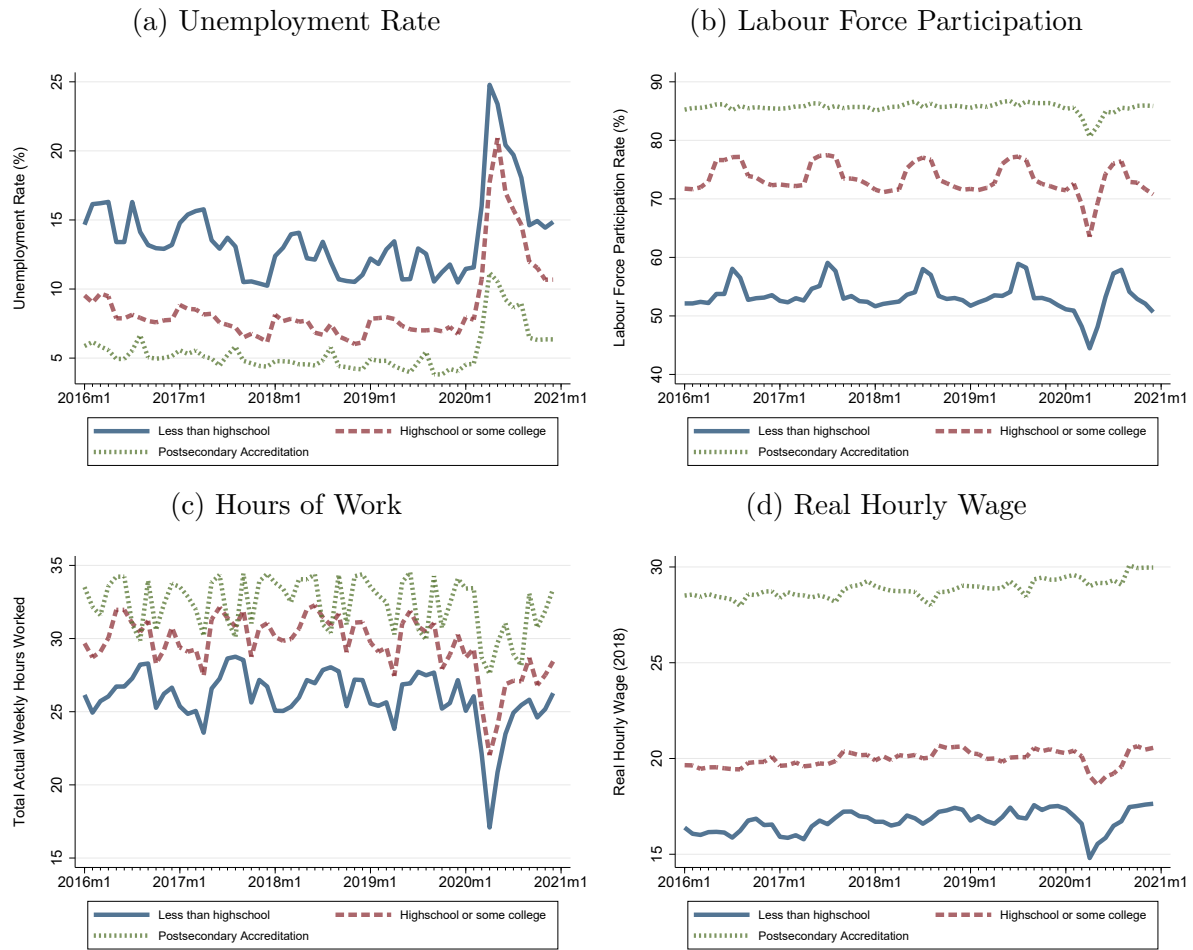 (a) Unemployment Rate
Unemployment Rate (%)
25
20
15
10
5
2016m1 2017m1 2018m1 2019m1 2020m1 2021m1
Less than highschool Highschool or some college
Postsecondary Accreditation
(b) Labour Force Participation
Labour Force Participation Rate (%)
90
80
70
60
50
40
2016m1 2017m1 2018m1 2019m1 2020m1 2021m1
Less than highschool Highschool or some college
Postsecondary Accreditation
(c) Hours of Work
Total Actual Weekly Hours Worked
35
30
25
20
15
2016m1 2017m1 2018m1 2019m1 2020m1 2021m1
Less than highschool Highschool or some college
Postsecondary Accreditation
(d) Real Hourly Wage
Real Hourly Wage (2018)
30
25
20
15
2016m1 2017m1 2018m1 2019m1 2020m1 2021m1
Less than highschool Highschool or some college
Postsecondary Accreditation